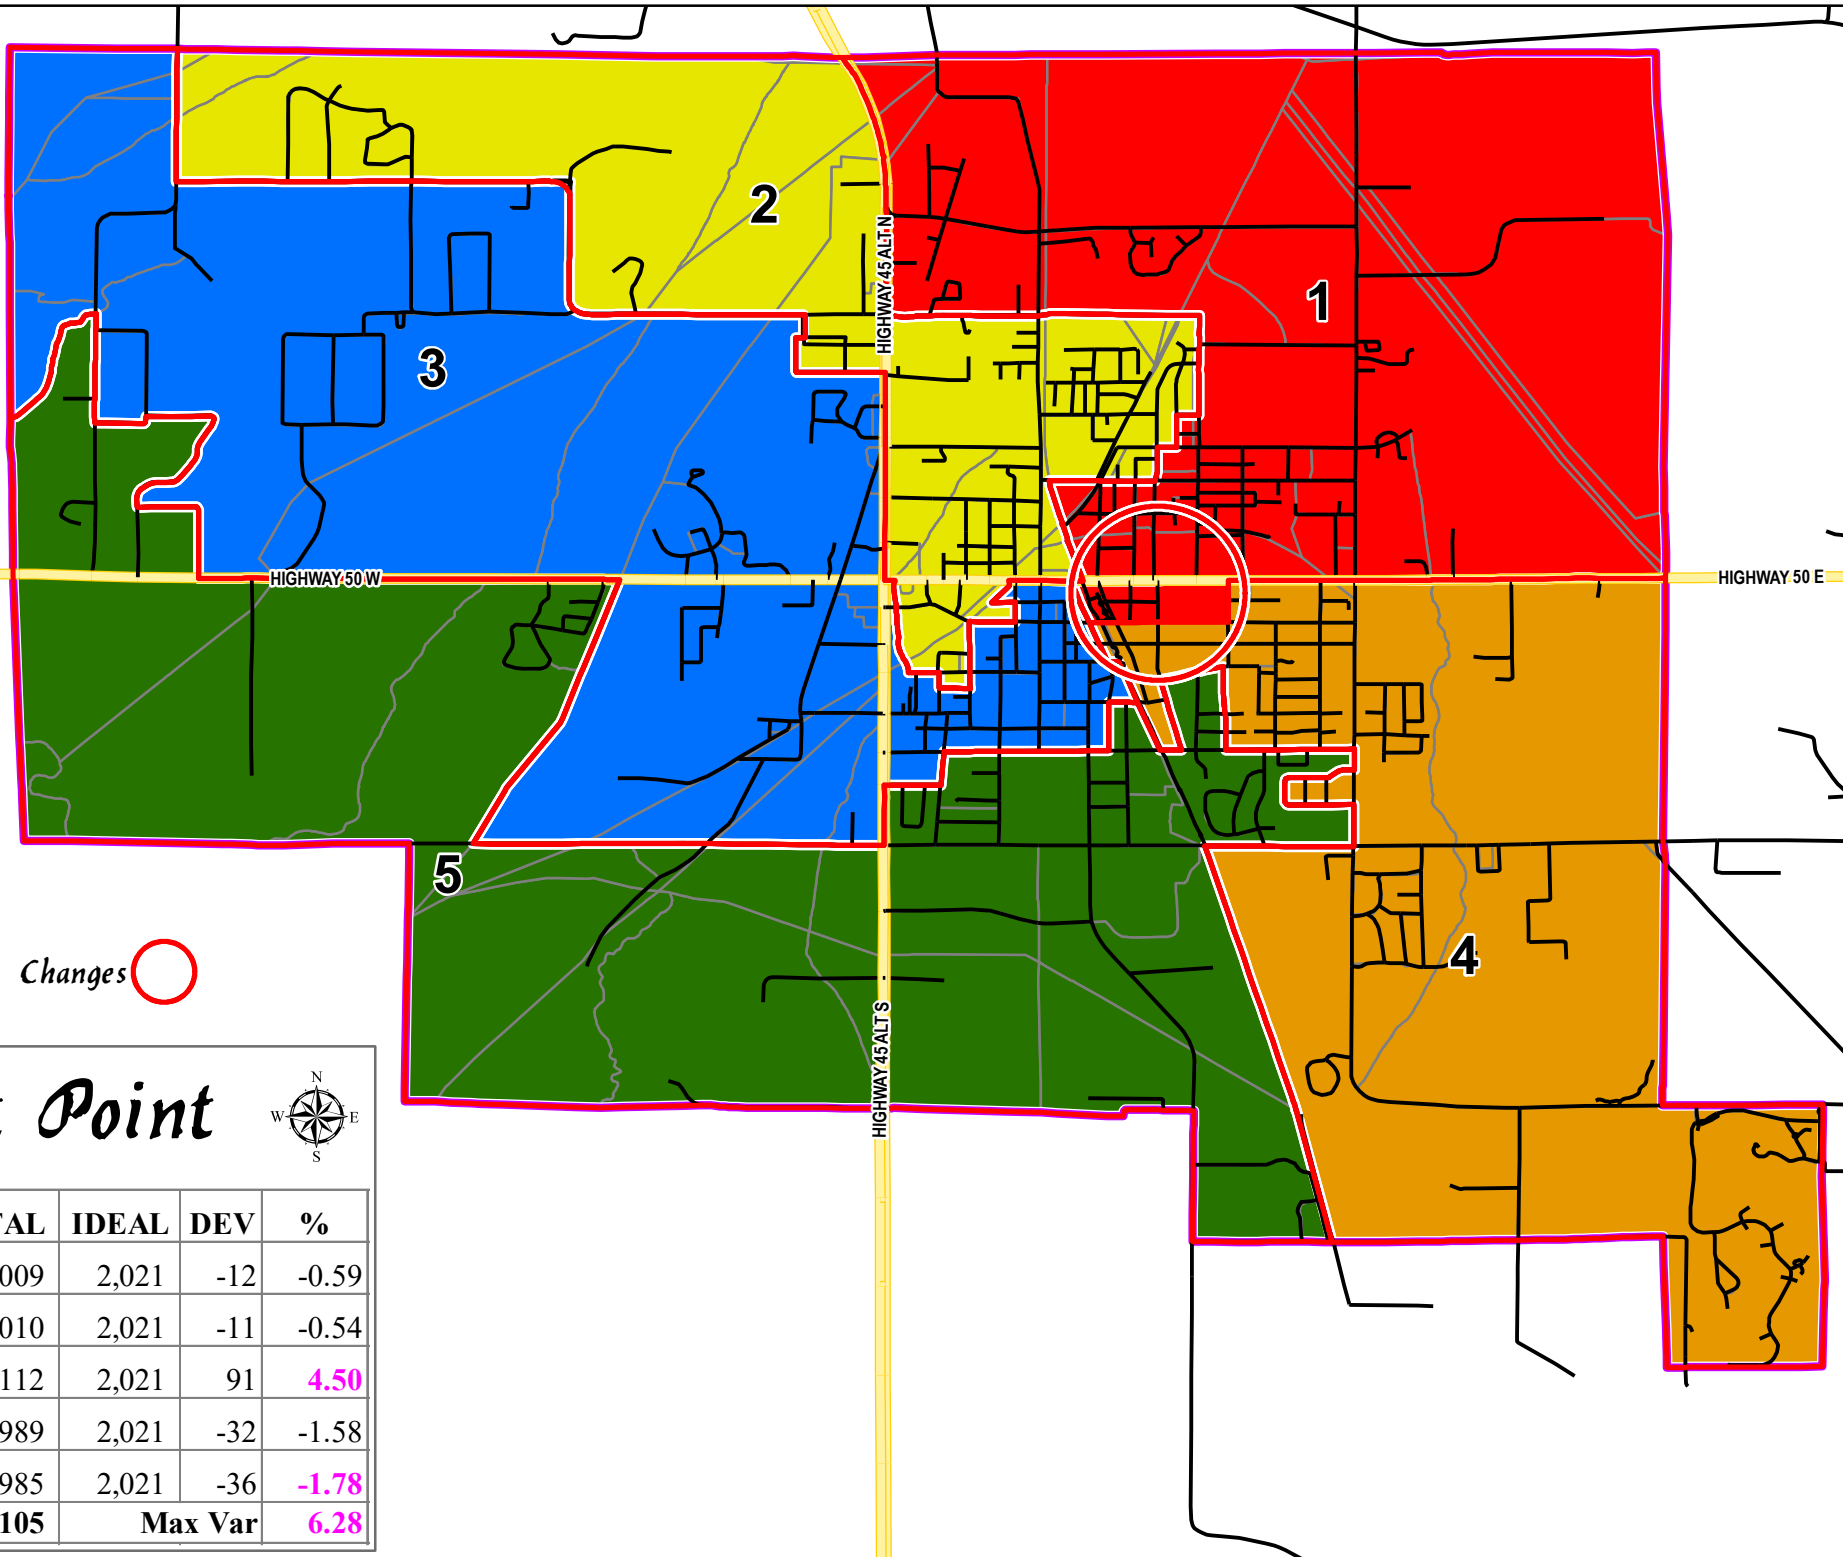 2
HIGHWAY 45 ALT N
1
3
HIGHWAY 50 W
HIGHWAY 50 E
5
4
Changes
HIGHWAY 45 ALT S
Point
N
W E
S
TAL IDEAL DEV %
009 2,021 -12 -0.59
010 2,021 -11 -0.54
112 2,021 91 4.50
989 2,021 -32 -1.58
985 2,021 -36 -1.78
105 Max Var 6.28